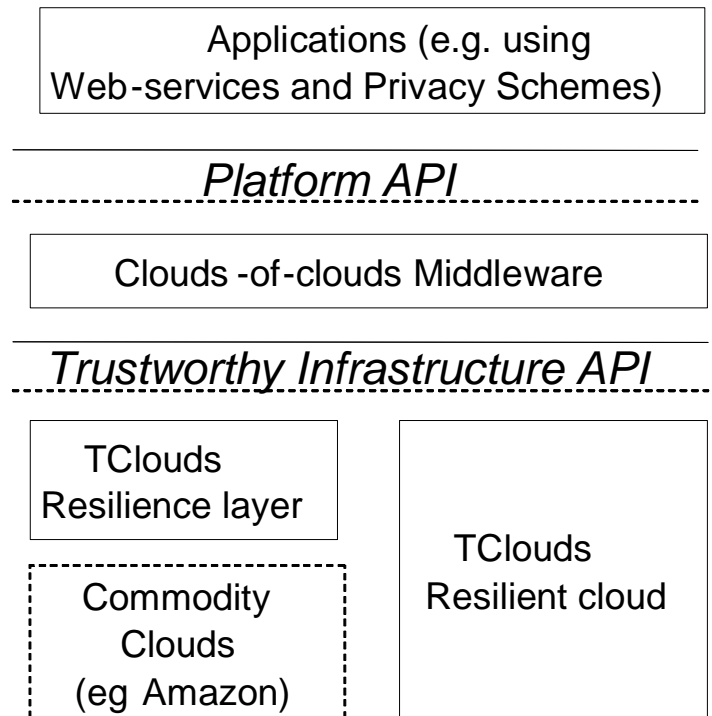 Applications (e.g. using
Web-services and Privacy Schemes)
Platform API
Clouds -of-clouds Middleware
Trustworthy Infrastructure API
TClouds
Resilience layer
Commodity
Clouds
(eg Amazon)
TClouds
Resilient cloud